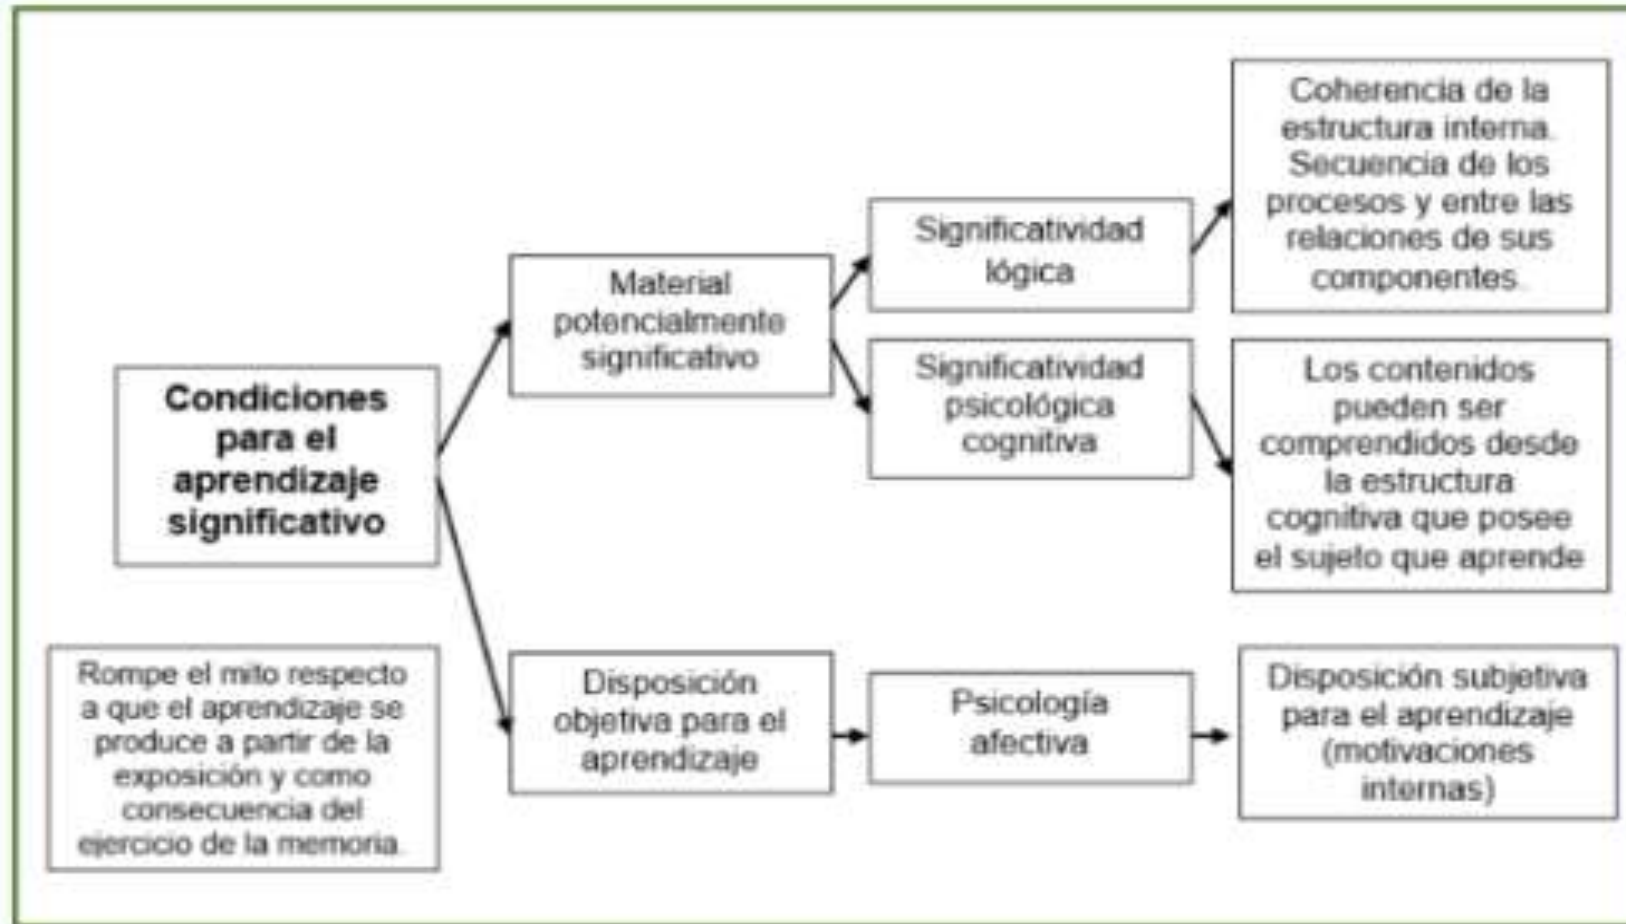 Condiciones
para el
aprendizaje
significativo
Rompe el mito respecto
a que el aprendizaje se
produce a partir de la
exposición y como
consecuencia del
ejercicio de la memoria.
Material
potencialmente
significativo
Disposición
objetiva para el
aprendizaje
Significatividad
lógica
Significatividad
psicológica
cognitiva
Psicología
afectiva
Coherencia de la
estructura interna.
Secuencia de los
procesos y entre las
relaciones de sus
componentes.
Los contenidos
pueden ser
comprendidos desde
la estructura
cognitiva que posee
el sujeto que aprende
Disposición subjetiva
para el aprendizaje
(motivaciones
internas)